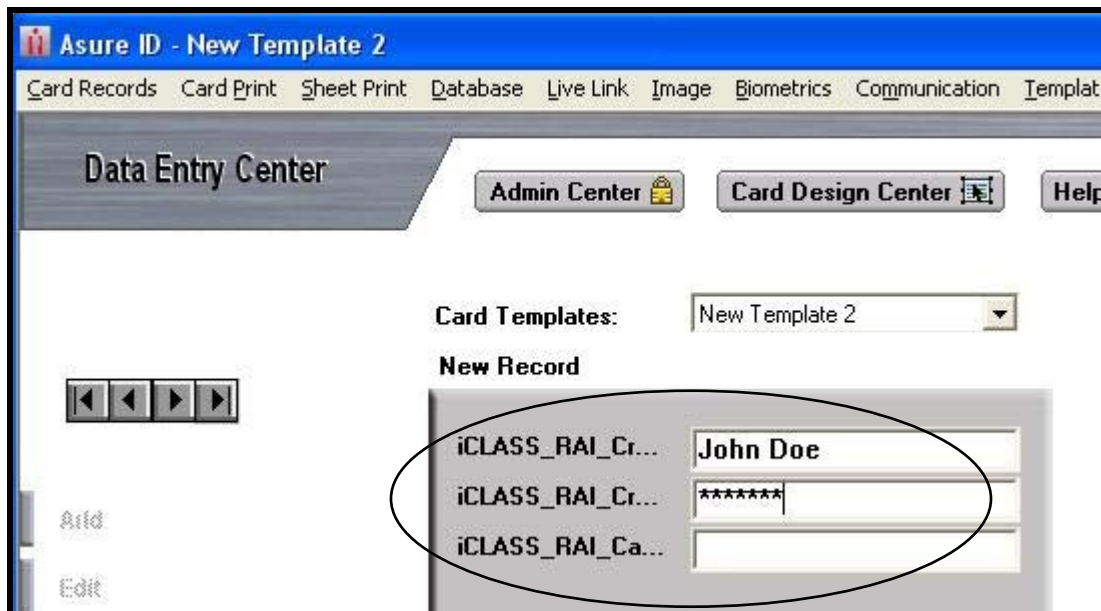 Asure ID - New Template 2
Card Records Card Print Sheet Print Database Live Link Image Biometrics Communication Templat
Data Entry Center
Admin Center Card Design Center Help
Card Templates: New Template 2
New Record
iCLASS_RAI_Cr... John Doe
iCLASS_RAI_Cr... *******
Add
iCLASS_RAI_Ca...
Edit